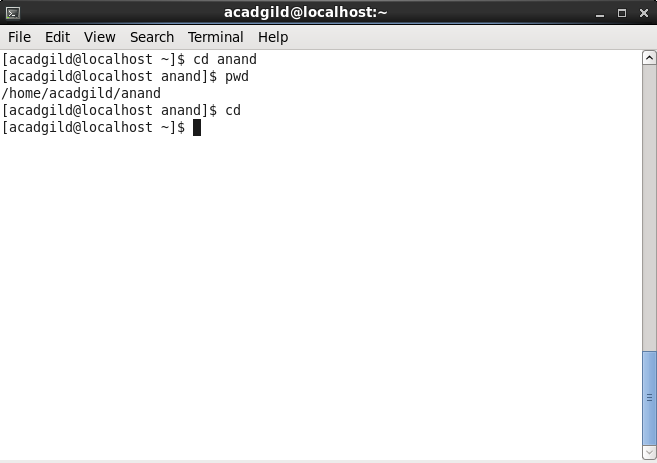 acadgild@localhost:~
File Edit View Search Terminal Help
[acadgild@localhost ~]$ cd anand
[acadgild@localhost anand]$ pwd
/home/acadgild/anand
[acadgild@localhost anand]$ cd
[acadgild@localhost ~]$